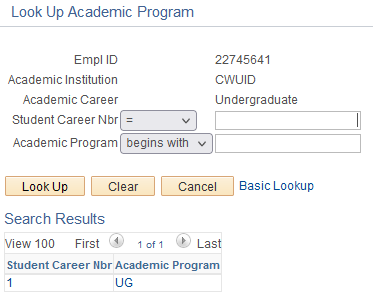 Look Up Academic Program
Empl ID 22745641
Academic Institution CWUID
Academic Career Undergraduate
Student Career Nbr =
Academic Program begins with
Look Up Clear Cancel Basic Lookup
Search Results
View 100 First 1 of 1 Last
Student Career Nbr Academic Program
1 UG